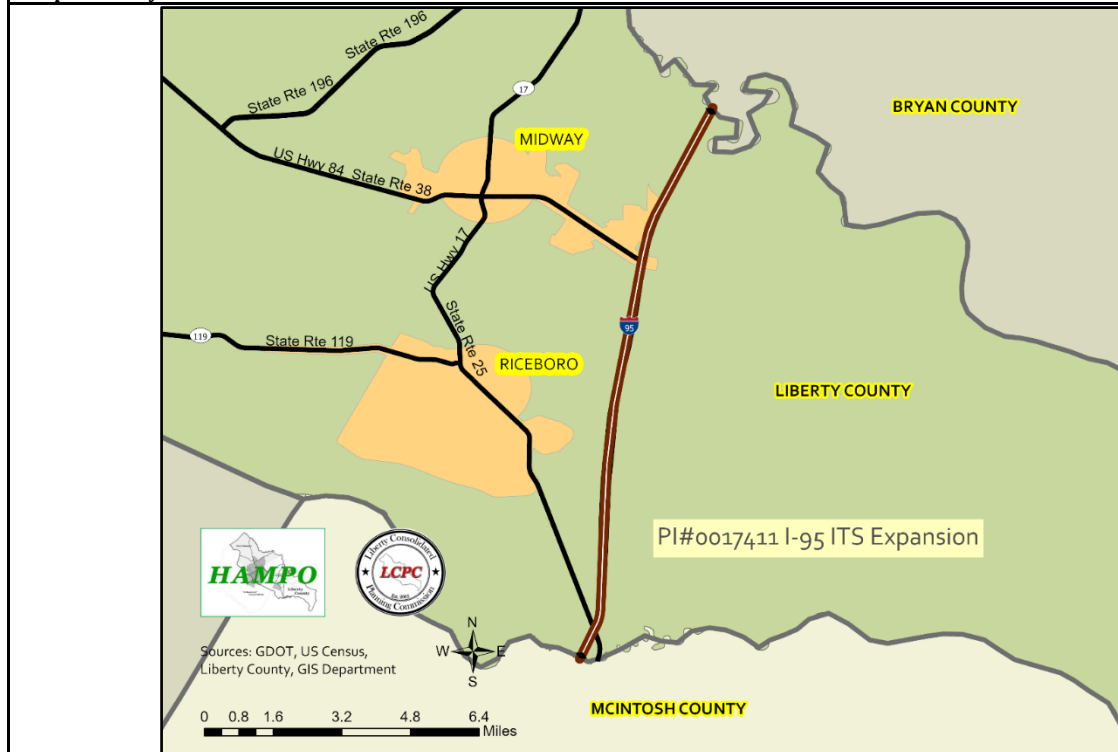 State Rte 196
State Rte 196
17
BRYAN COUNTY
MIDWAY
US Hwy 84
State Rte 38
US Hwy 17
95
119
State Rte 119
State Rte 25
RICEBORO
LIBERTY COUNTY
PI#0017411 I-95 ITS Expansion
HAMPO
Liberty Consolidated
LCPC
Planning Commission
Sources: GDOT, US Census,
Liberty County, GIS Department
N
W E
S
MCINTOSH COUNTY
0 0.8 1.6 3.2 4.8 6.4
Miles